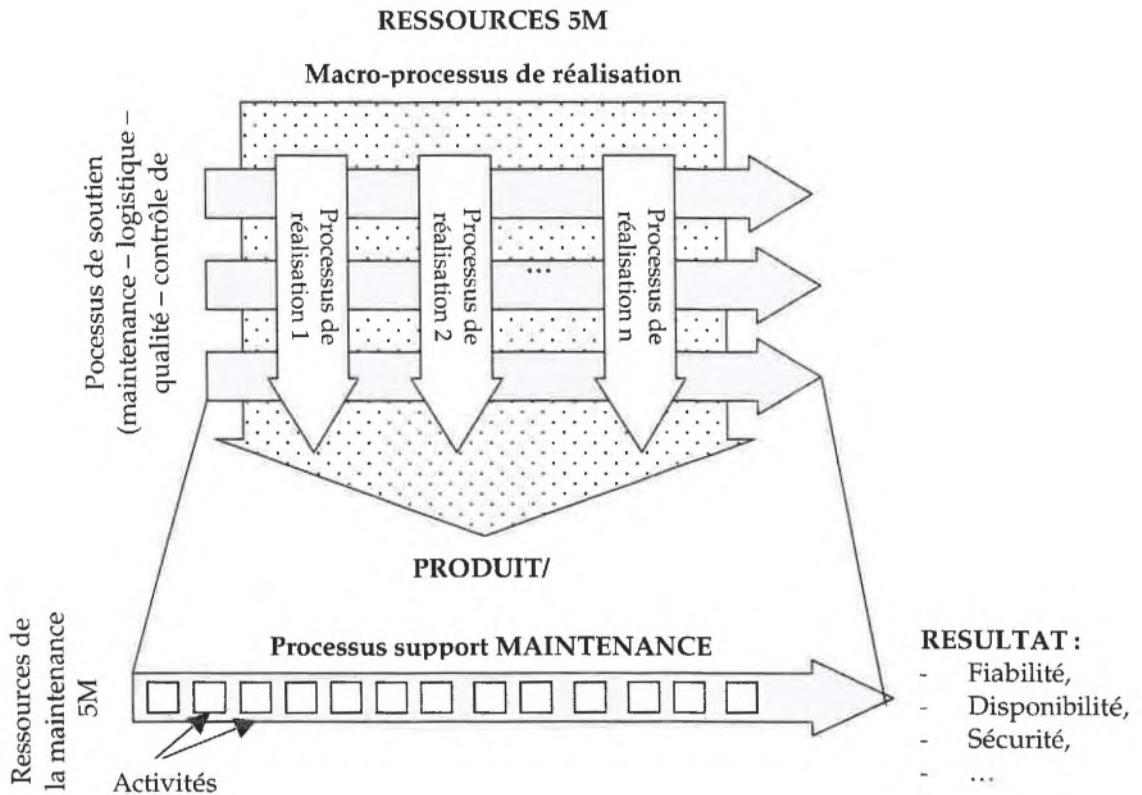 RESSOURCES 5M
Macro-processus de réalisation
Pocessus de soutien
(maintenance – logistique –
qualité – contrôle de
Processus de
réalisation 1
Processus de
réalisation 2
...
Processus de
réalisation n
PRODUIT/
Processus support MAINTENANCE
Ressources de
la maintenance
5M
Activités
RESULTAT :
- Fiabilité,
- Disponibilité,
- Sécurité,
- …